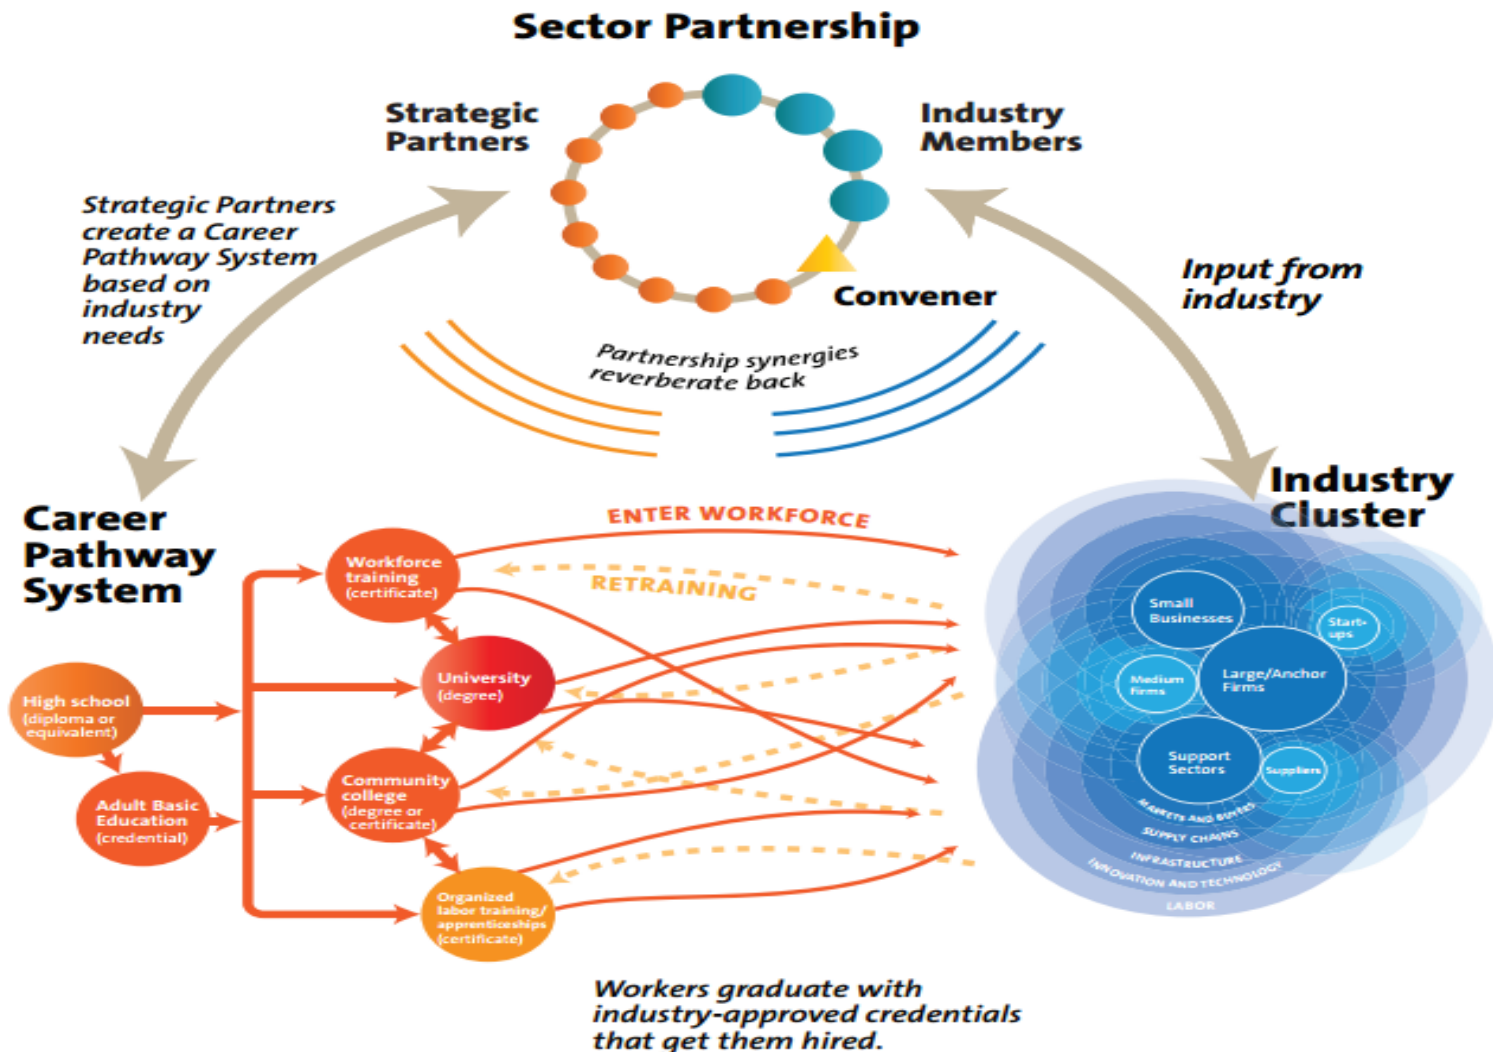 Sector Partnership
Strategic
Partners
Industry
Members
Convener
Strategic Partners
create a Career
Pathway System
based on
industry
needs
Input from
industry
Partnership synergies
reverberate back
Career
Pathway
System
Industry
Cluster
ENTER WORKFORCE
RETRAINING
Workforce
training
(certificate)
University
(degree)
High school
(diploma or
equivalent)
Adult Basic
Education
(credential)
Community
college
(degree or
certificate)
Organized
labor training/
apprenticeships
(certificate)
Small
Businesses
Start-
ups
Medium
Firms
Large/Anchor
Firms
Support
Sectors
Suppliers
MARKETS AND BUYERS
SUPPLY CHAINS
INFRASTRUCTURE
INNOVATION AND TECHNOLOGY
LABOR
Workers graduate with
industry-approved credentials
that get them hired.